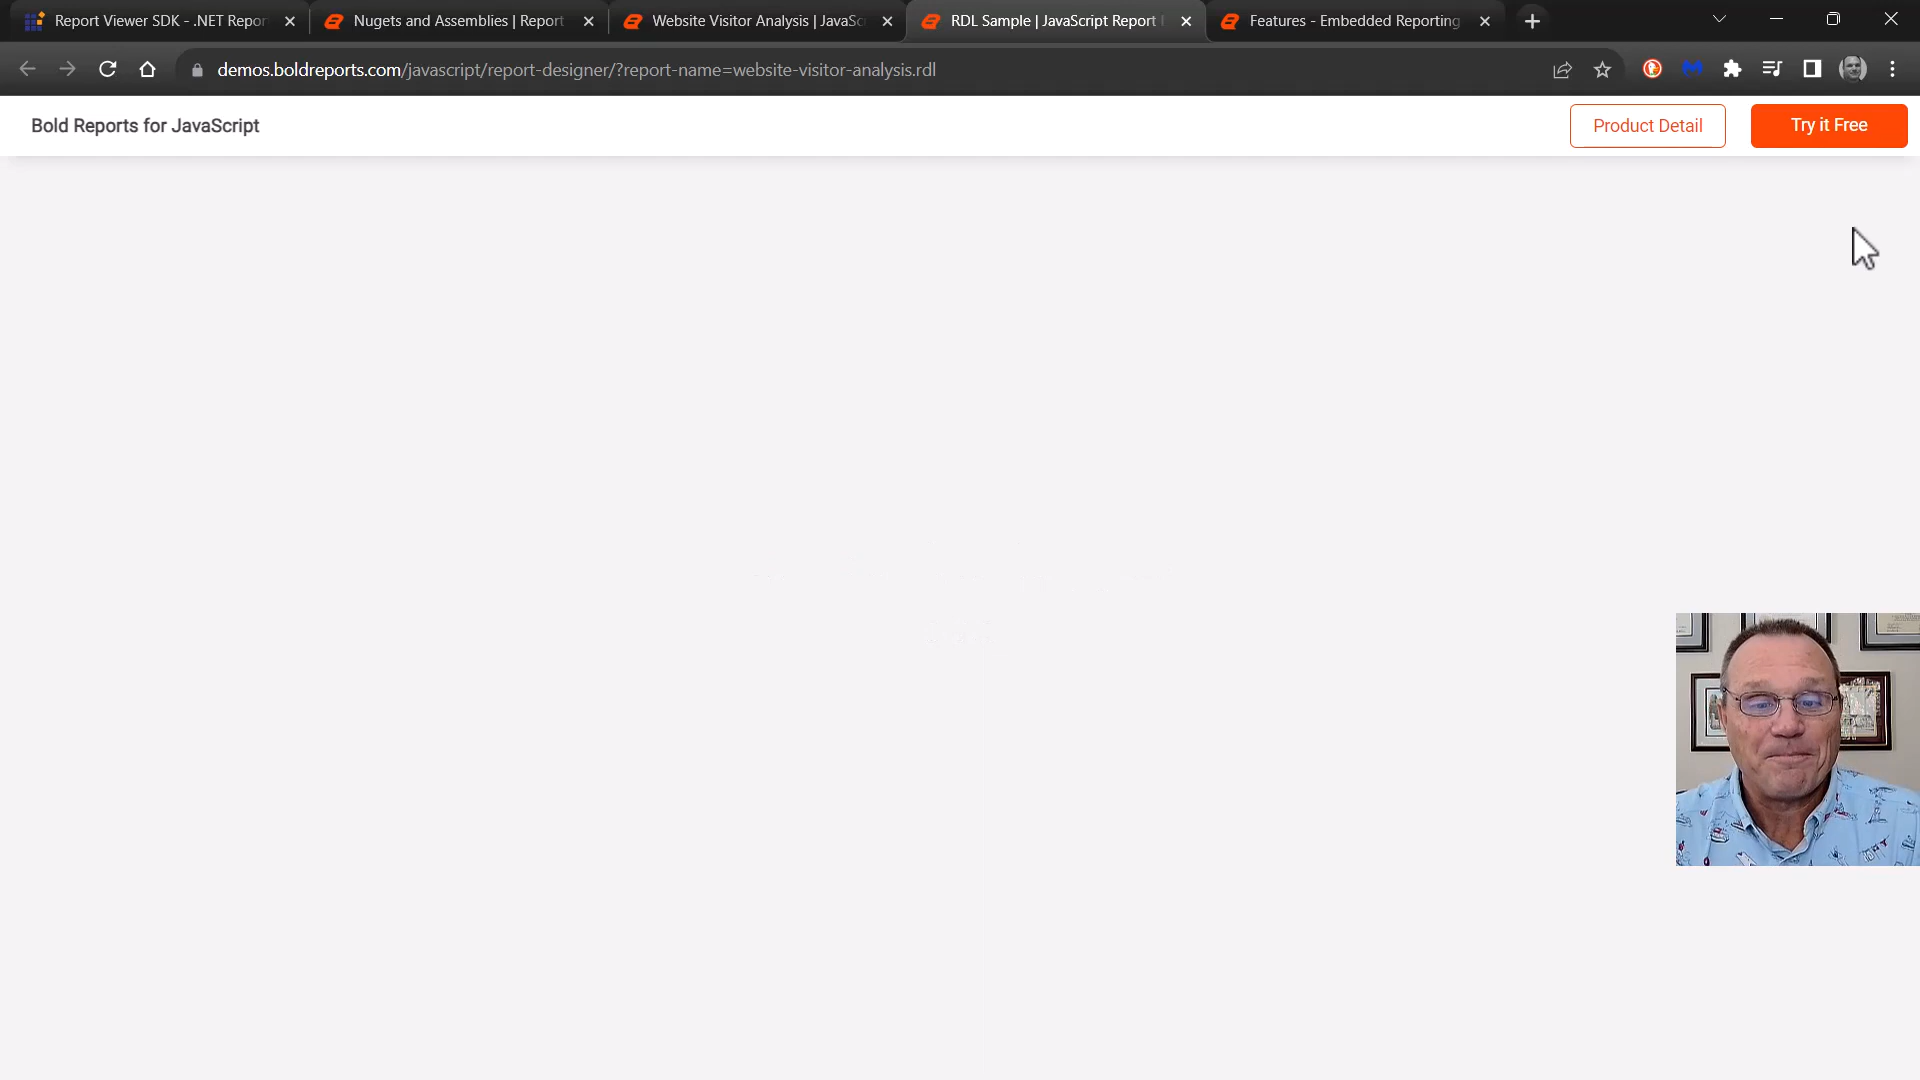 Report Viewer SDK - .NET Repor
Nugets and Assemblies | Report
Website Visitor Analysis | JavaSc
RDL Sample | JavaScript Report
Features - Embedded Reporting
demos.boldreports.com/javascript/report-designer/?report-name=website-visitor-analysis.rdl
Bold Reports for JavaScript
Product Detail
Try it Free